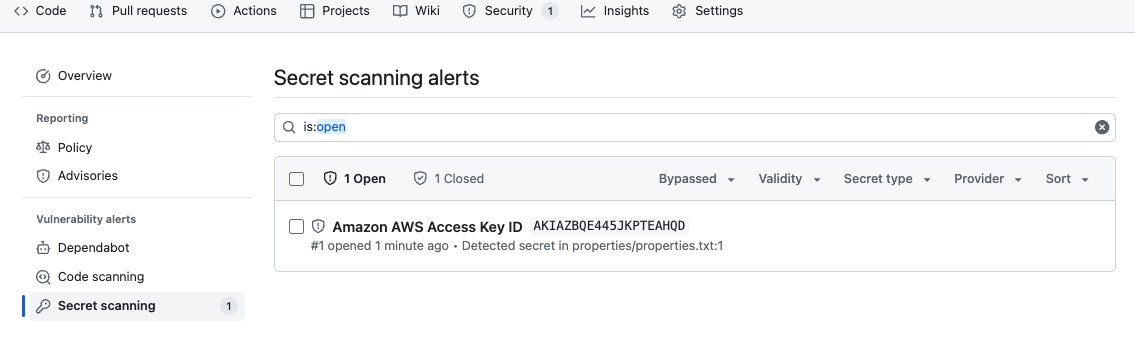 Code Pull requests Actions Projects Wiki Security 1 Insights Settings
Overview
Reporting
Policy
Advisories
Vulnerability alerts
Dependabot
Code scanning
Secret scanning 1
Secret scanning alerts
is:open
1 Open 1 Closed Bypassed Validity Secret type Provider Sort
Amazon AWS Access Key ID AKIAZBQE445JKPTEAHQD
#1 opened 1 minute ago • Detected secret in properties/properties.txt:1